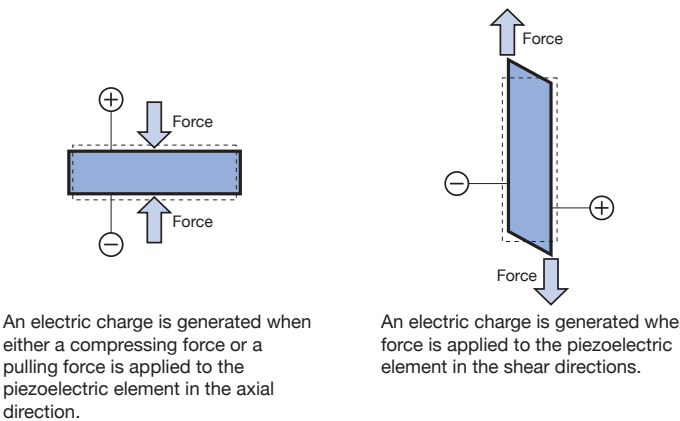 Force
+
Force
Force
−
An electric charge is generated when
either a compressing force or a
pulling force is applied to the
piezoelectric element in the axial
direction.
Force
−
+
Force
An electric charge is generated whe
force is applied to the piezoelectric
element in the shear directions.